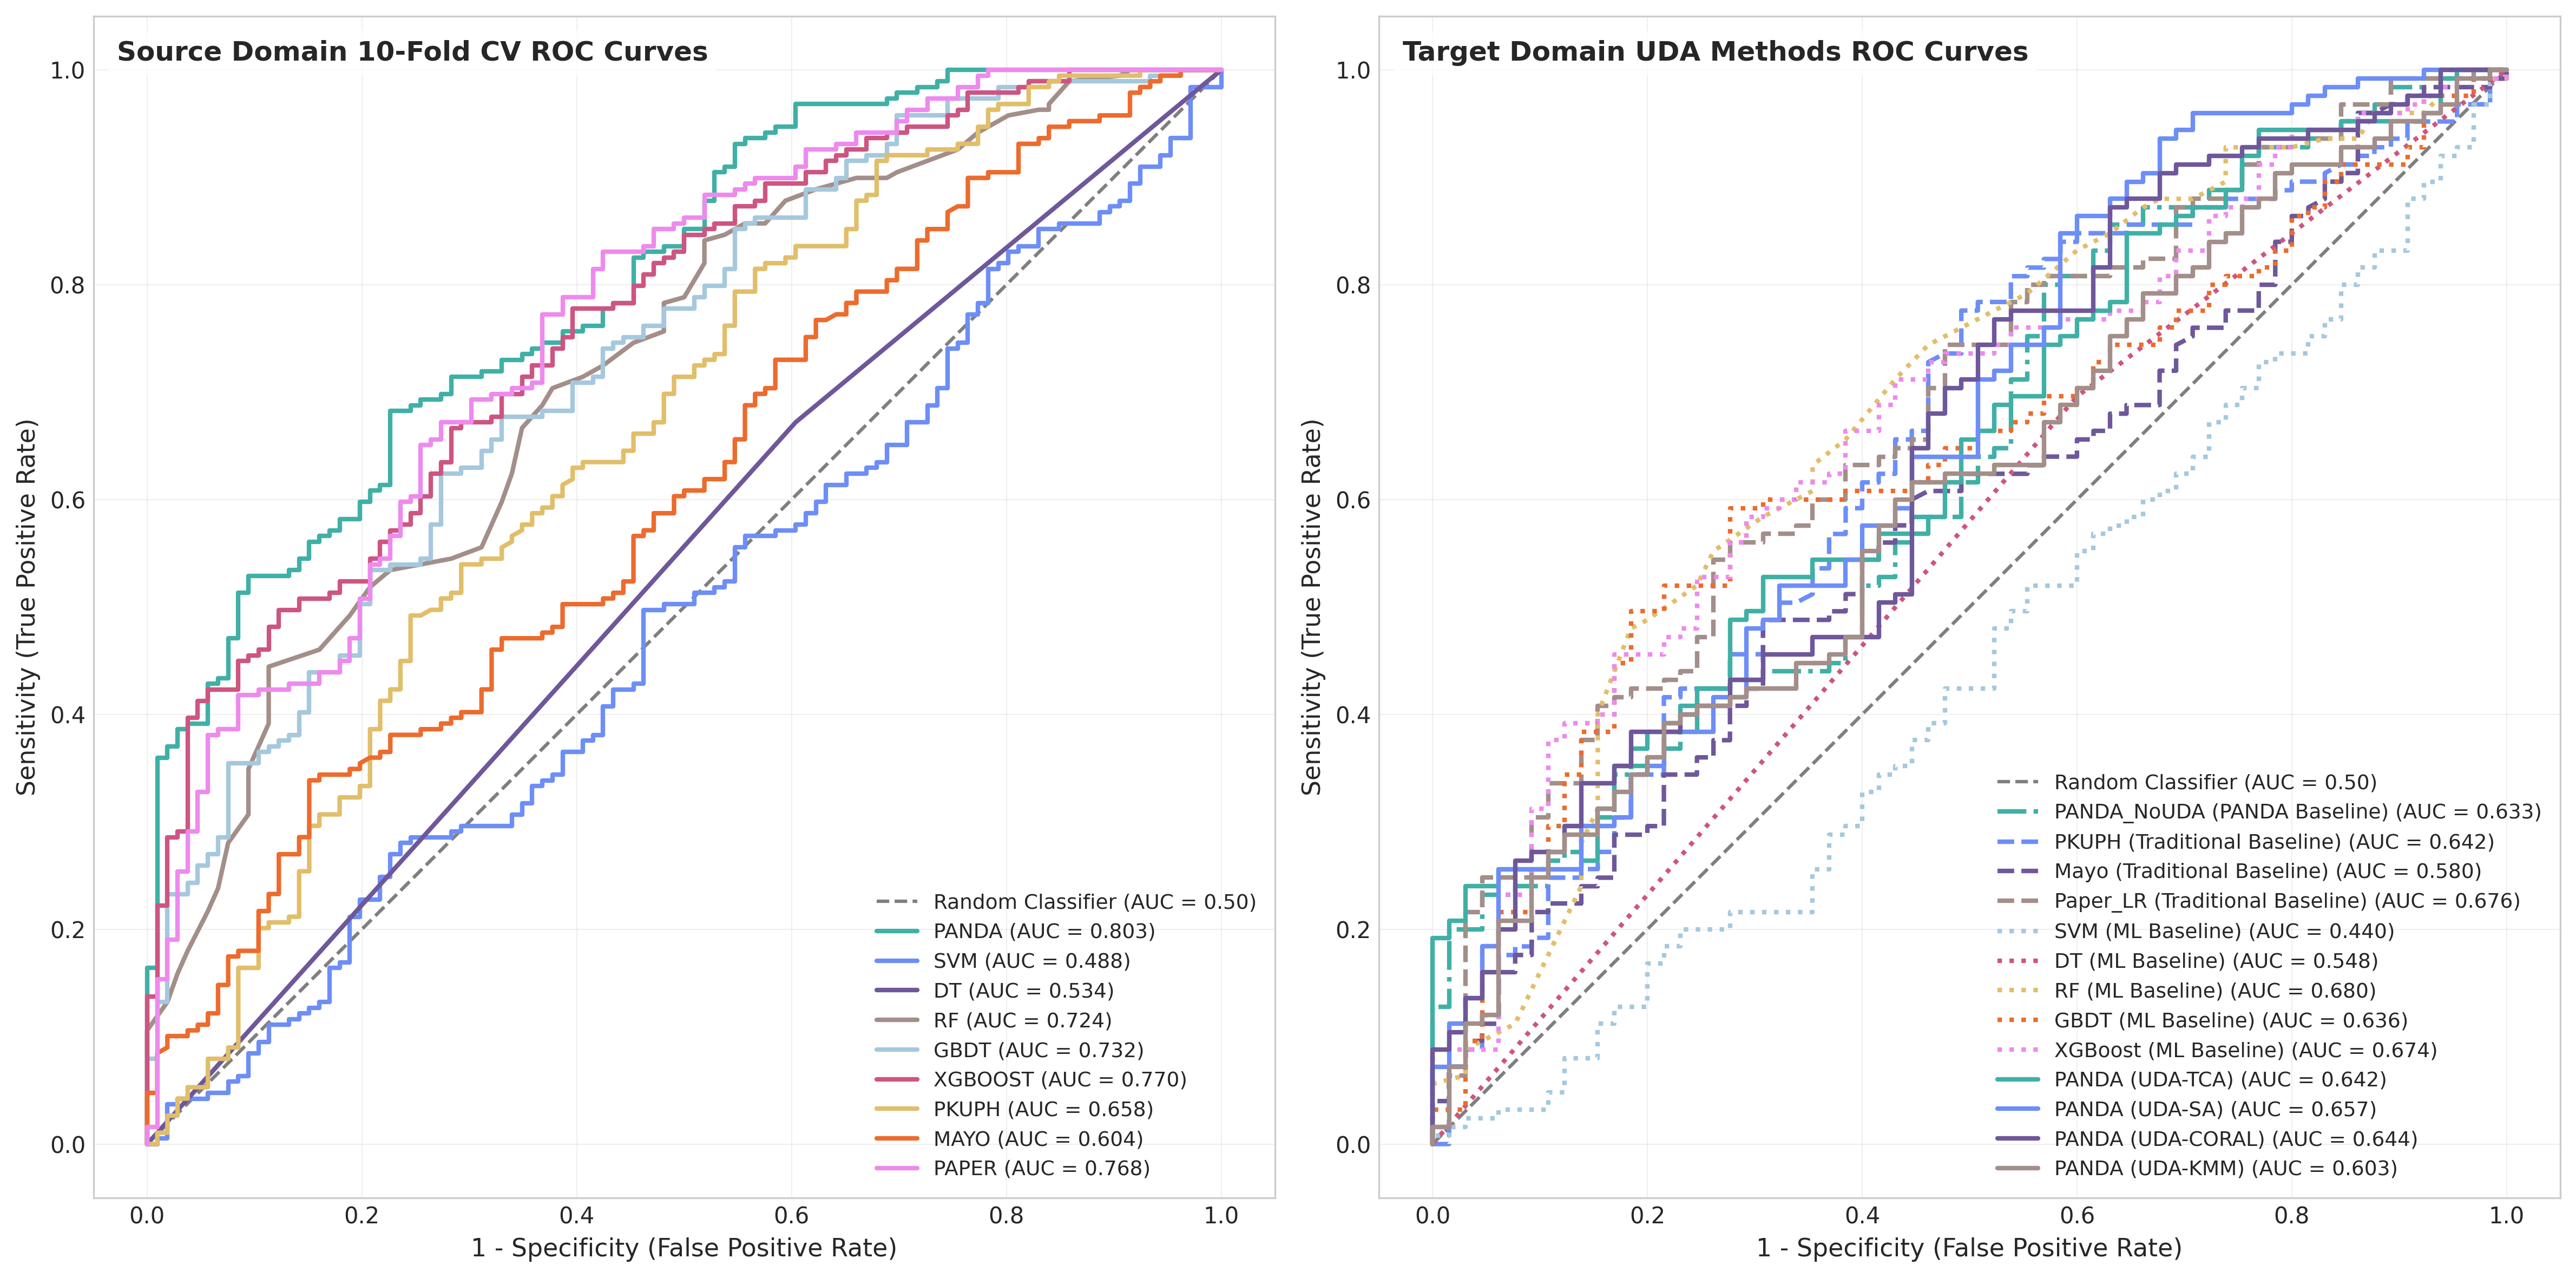 Source Domain 10-Fold CV ROC Curves
Sensitivity (True Positive Rate)
1.0
0.8
0.6
0.4
0.2
0.0
Random Classifier (AUC = 0.50)
PANDA (AUC = 0.803)
SVM (AUC = 0.488)
DT (AUC = 0.534)
RF (AUC = 0.724)
GBDT (AUC = 0.732)
XGBOOST (AUC = 0.770)
PKUPH (AUC = 0.658)
MAYO (AUC = 0.604)
PAPER (AUC = 0.768)
0.0 0.2 0.4 0.6 0.8 1.0
1 - Specificity (False Positive Rate)
Target Domain UDA Methods ROC Curves
Sensitivity (True Positive Rate)
1.0
0.8
0.6
0.4
0.2
0.0
Random Classifier (AUC = 0.50)
PANDA_NoUDA (PANDA Baseline) (AUC = 0.633)
PKUPH (Traditional Baseline) (AUC = 0.642)
Mayo (Traditional Baseline) (AUC = 0.580)
Paper_LR (Traditional Baseline) (AUC = 0.676)
SVM (ML Baseline) (AUC = 0.440)
DT (ML Baseline) (AUC = 0.548)
RF (ML Baseline) (AUC = 0.680)
GBDT (ML Baseline) (AUC = 0.636)
XGBoost (ML Baseline) (AUC = 0.674)
PANDA (UDA-TCA) (AUC = 0.642)
PANDA (UDA-SA) (AUC = 0.657)
PANDA (UDA-CORAL) (AUC = 0.644)
PANDA (UDA-KMM) (AUC = 0.603)
0.0 0.2 0.4 0.6 0.8 1.0
1 - Specificity (False Positive Rate)